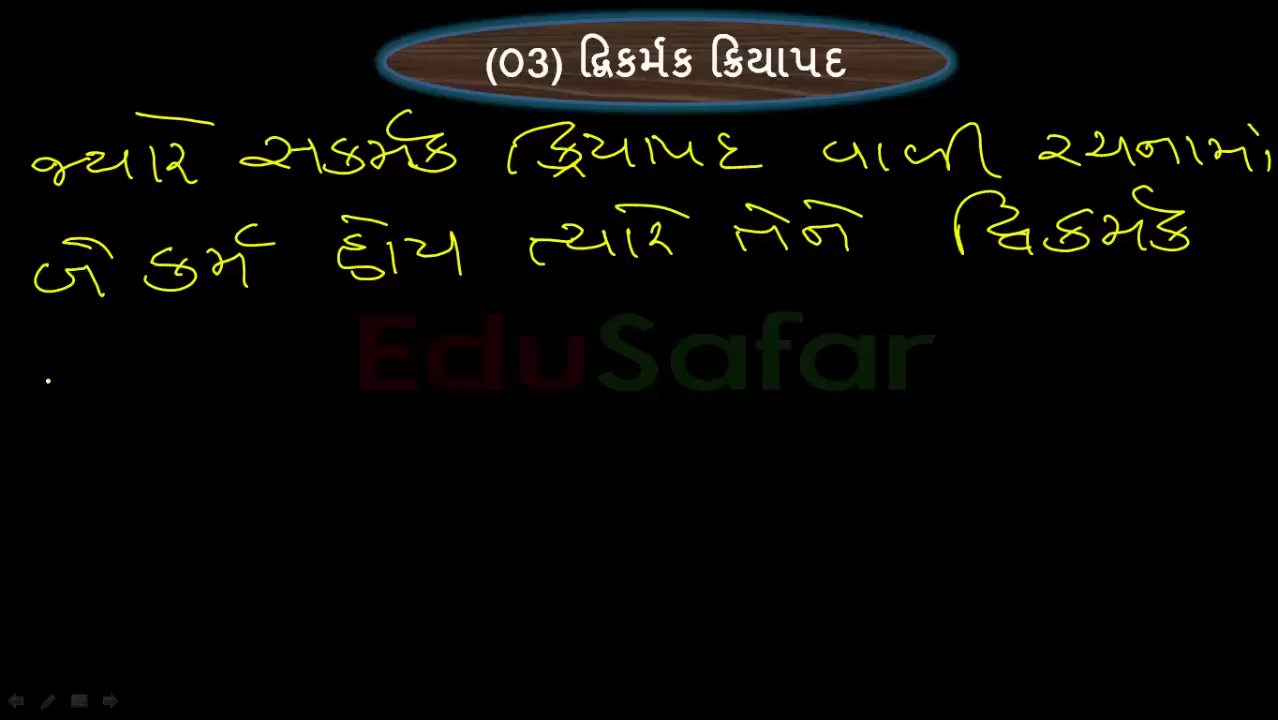 (03) દ્વિકર્મક ક્રિયાપદ
જ્યારે સકર્મક ક્રિયાપદ વાળી રચનામાં
બે કર્મ હોય ત્યારે તેને દ્વિકર્મક
EduSafar